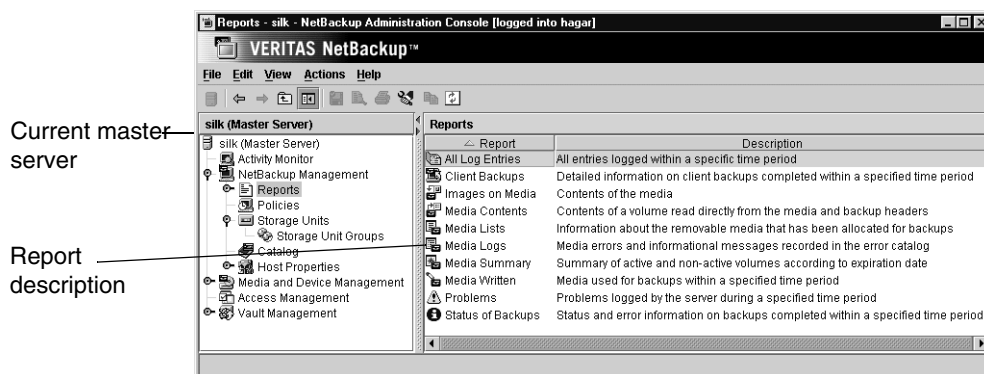 Reports - silk - NetBackup Administration Console [logged into hagar]
VERITAS NetBackup™
File Edit View Actions Help
Current master
server
silk (Master Server)
silk (Master Server)
Activity Monitor
NetBackup Management
Reports
Policies
Storage Units
Storage Unit Groups
Catalog
Host Properties
Media and Device Management
Access Management
Vault Management
Report
description
Reports
Report Description
All Log Entries All entries logged within a specific time period
Client Backups Detailed information on client backups completed within a specified time period
Images on Media Contents of the media
Media Contents Contents of a volume read directly from the media and backup headers
Media Lists Information about the removable media that has been allocated for backups
Media Logs Media errors and informational messages recorded in the error catalog
Media Summary Summary of active and non-active volumes according to expiration date
Media Written Media used for backups within a specified time period
Problems Problems logged by the server during a specified time period
Status of Backups Status and error information on backups completed within a specified time period